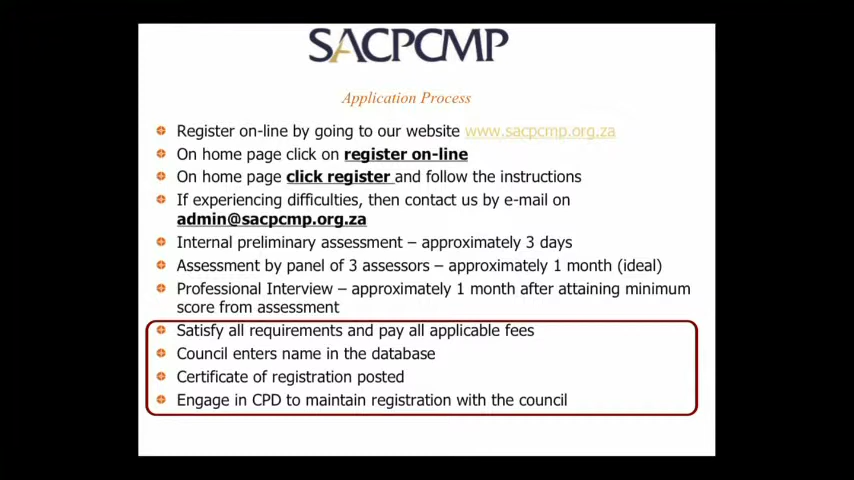 SACPCMP
Application Process
Register on-line by going to our website www.sacpcmp.org.za
On home page click on register on-line
On home page click register and follow the instructions
If experiencing difficulties, then contact us by e-mail on
admin@sacpcmp.org.za
Internal preliminary assessment – approximately 3 days
Assessment by panel of 3 assessors – approximately 1 month (ideal)
Professional Interview – approximately 1 month after attaining minimum
score from assessment
Satisfy all requirements and pay all applicable fees
Council enters name in the database
Certificate of registration posted
Engage in CPD to maintain registration with the council